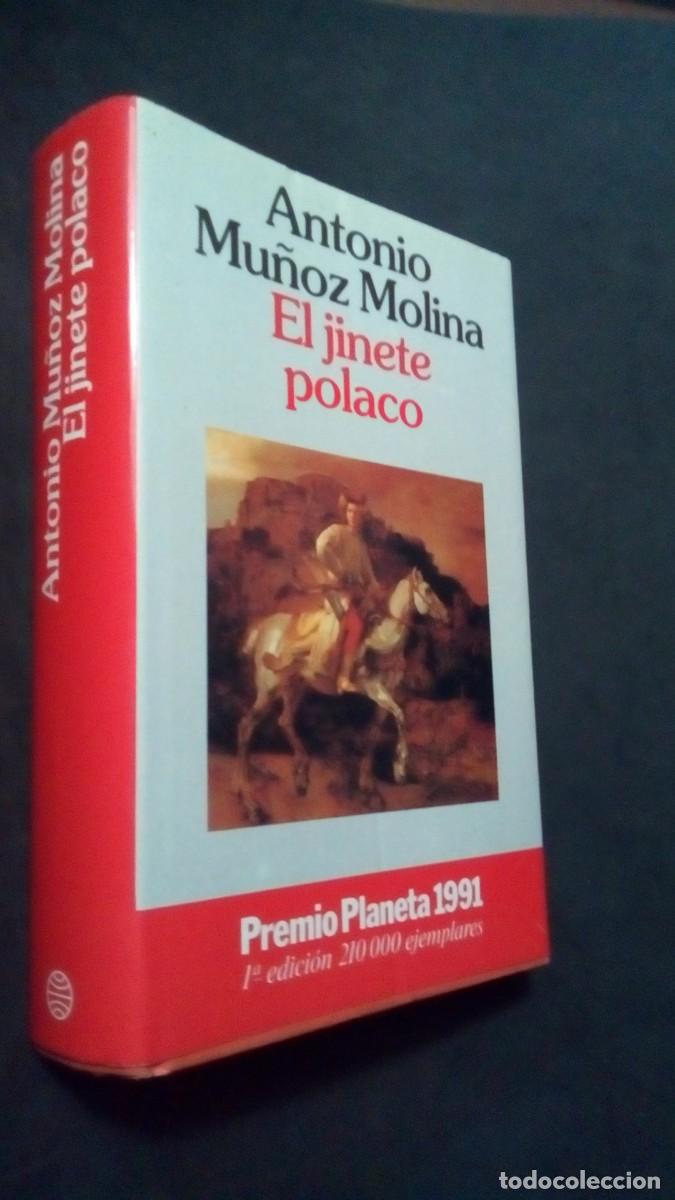 Antonio Muñoz Molina
El jinete polaco
Antonio
Muñoz Molina
El jinete
polaco
Premio Planeta 1991
1ª edición 210 000 ejemplares
todocoleccion